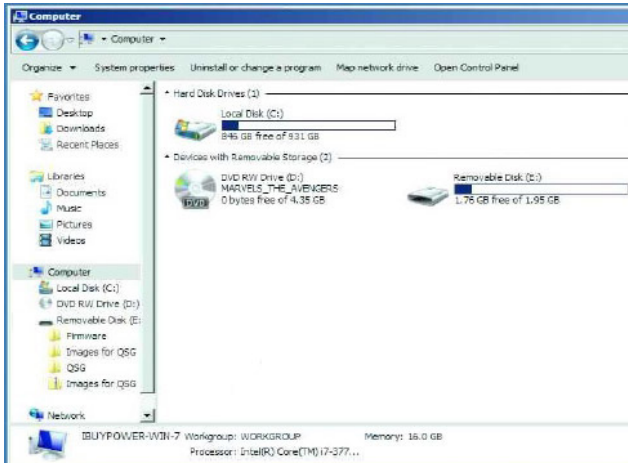 Computer
Computer
Organize System properties Uninstall or change a program Map network drive Open Control Panel
Favorites
Desktop
Downloads
Recent Places
Libraries
Documents
Music
Pictures
Videos
Computer
Local Disk (C:)
DVD RW Drive (D:)
Removable Disk (E:
Firmware
Images for QSG
QSG
Images for QSG
Network
Hard Disk Drives (1)
Local Disk (C:)
846 GB free of 931 GB
Devices with Removable Storage (2)
DVD RW Drive (D:)
MARVELS_THE_AVENGERS
0 bytes free of 4.35 GB
DVD
Removable Disk (E:)
1.76 GB free of 1.95 GB
IBUYPOWER-WIN-7 Workgroup: WORKGROUP Memory: 16.0 GB
Processor: Intel(R) Core(TM) i7-377...